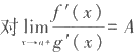 对 lim_{x→a+} f'(x)/g'(x) = A